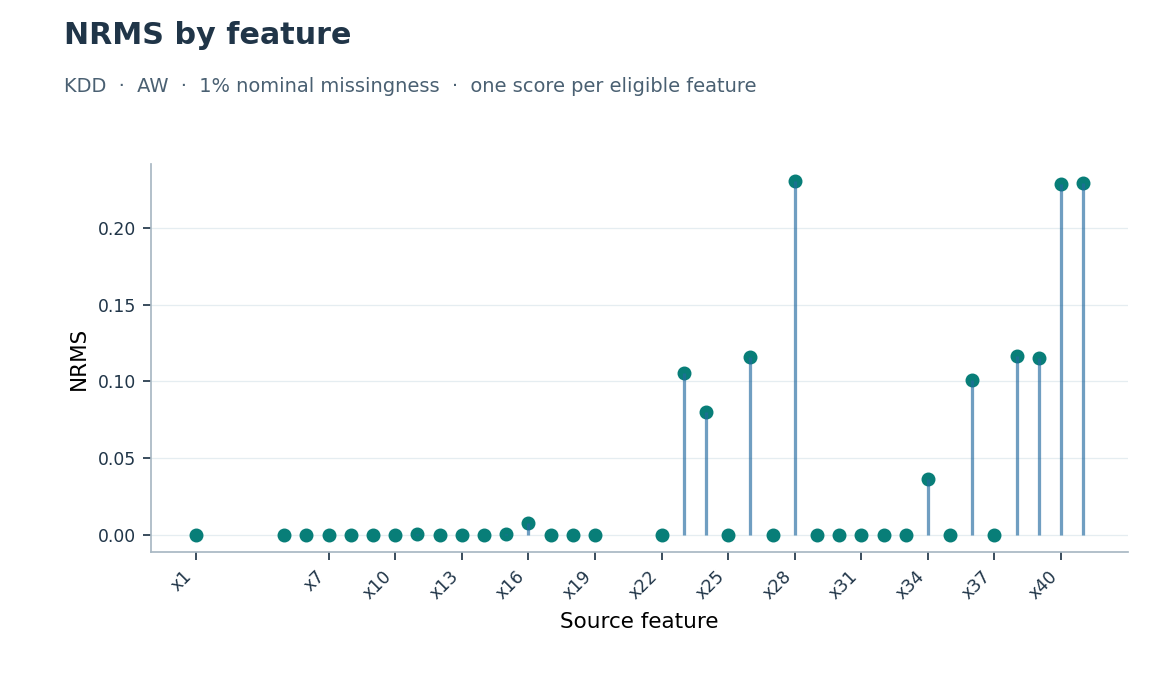 NRMS by feature
KDD · AW · 1% nominal missingness · one score per eligible feature
NRMS
0.20
0.15
0.10
0.05
0.00
x1 x7 x10 x13 x16 x19 x22 x25 x28 x31 x34 x37 x40
Source feature